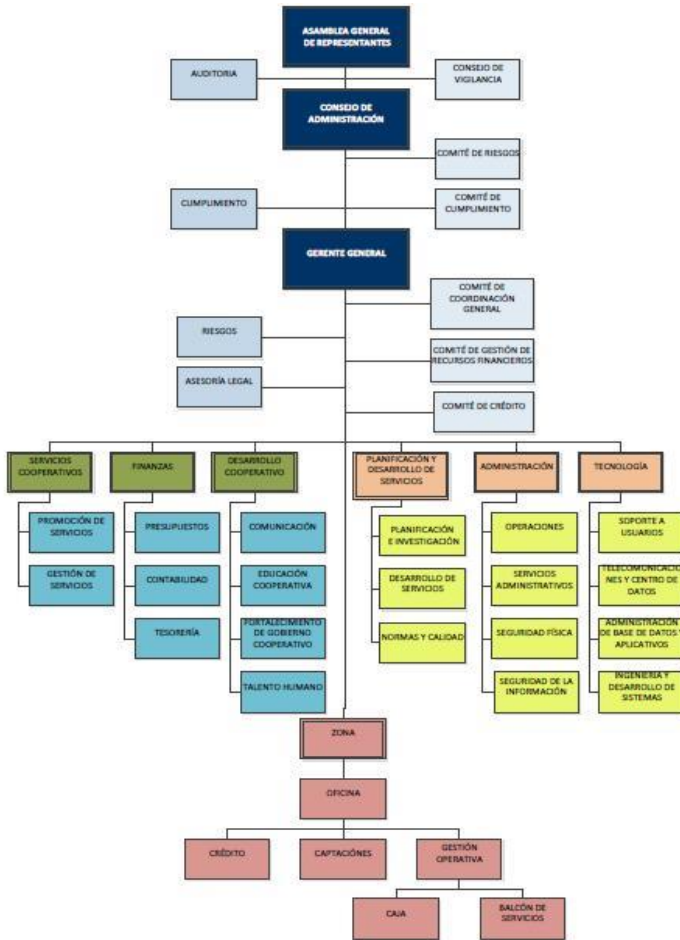 ASAMBLEA GENERAL
DE REPRESENTANTES
AUDITORIA
CONSEJO DE
VIGILANCIA
CONSEJO DE
ADMINISTRACIÓN
COMITÉ DE RIESGOS
CUMPLIMIENTO
COMITÉ DE
CUMPLIMIENTO
GERENTE GENERAL
COMITÉ DE
COORDINACIÓN
GENERAL
RIESGOS
COMITÉ DE GESTIÓN DE
RECURSOS FINANCIEROS
ASESORÍA LEGAL
COMITÉ DE CRÉDITO
SERVICIOS
COOPERATIVOS
FINANZAS
DESARROLLO
COOPERATIVO
PLANIFICACIÓN Y
DESARROLLO DE
SERVICIOS
ADMINISTRACIÓN
TECNOLOGÍA
PROMOCIÓN DE
SERVICIOS
GESTIÓN DE
SERVICIOS
PRESUPUESTOS
CONTABILIDAD
TESORERÍA
COMUNICACIÓN
EDUCACIÓN
COOPERATIVA
FORTALECIMIENTO
DE GOBIERNO
COOPERATIVO
TALENTO HUMANO
PLANIFICACIÓN
E INVESTIGACIÓN
DESARROLLO DE
SERVICIOS
NORMAS Y CALIDAD
OPERACIONES
SERVICIOS
ADMINISTRATIVOS
SEGURIDAD FÍSICA
SEGURIDAD DE LA
INFORMACIÓN
SOPORTE A
USUARIOS
TELECOMUNICACIO
NES Y CENTRO DE
DATOS
ADMINISTRACIÓN
DE BASE DE DATOS Y
APLICATIVOS
INGENIERÍA Y
DESARROLLO DE
SISTEMAS
ZONA
OFICINA
CRÉDITO
CAPTACIÓNES
GESTIÓN
OPERATIVA
CAJA
BALCÓN DE
SERVICIOS